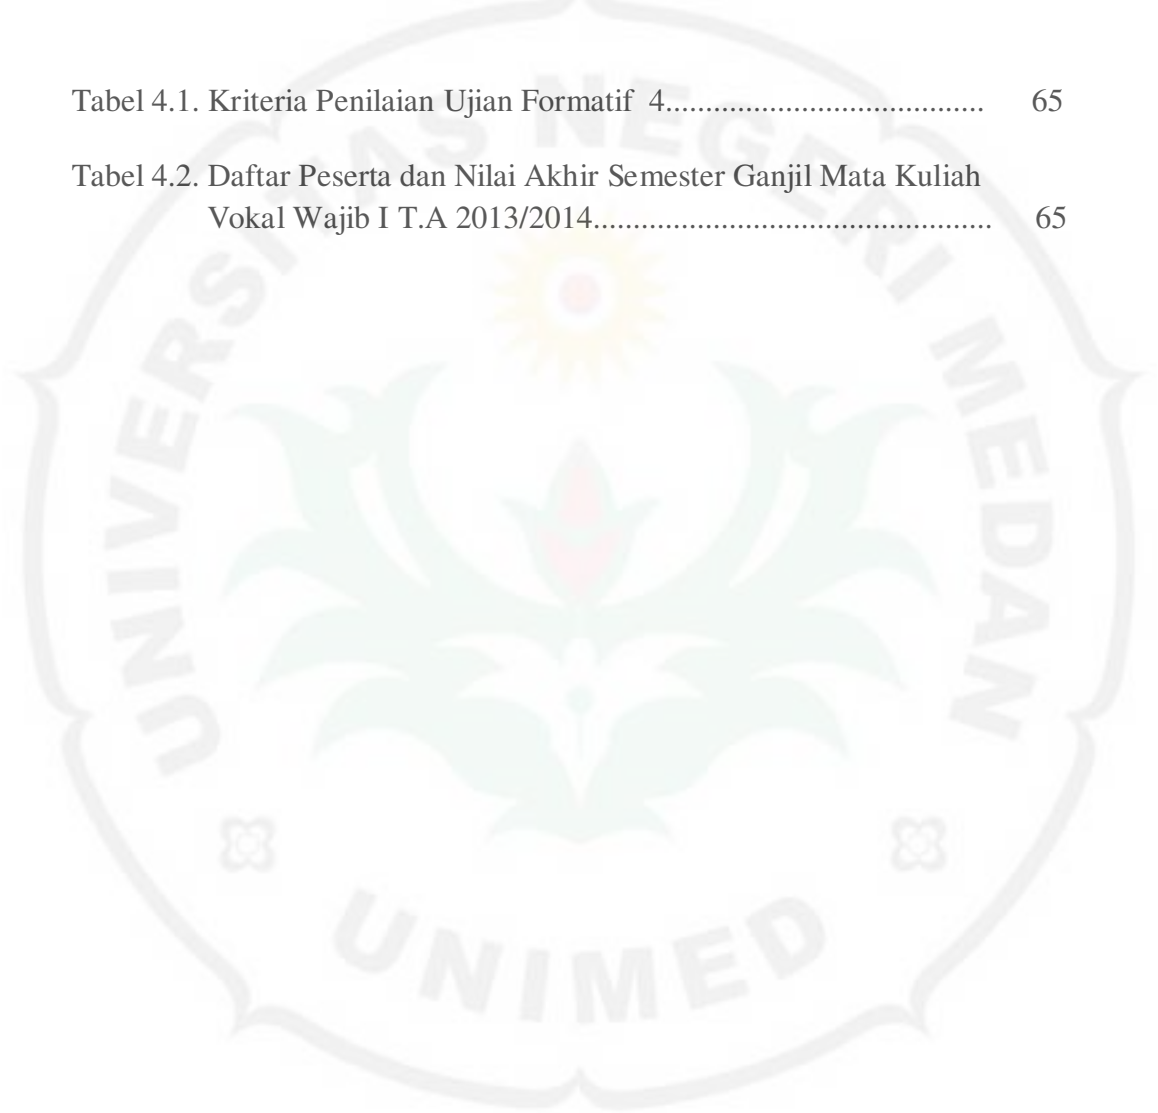 Tabel 4.1. Kriteria Penilaian Ujian Formatif  4........................................ 65
Tabel 4.2. Daftar Peserta dan Nilai Akhir Semester Ganjil Mata Kuliah
Vokal Wajib I T.A 2013/2014.................................................. 65
UNIVERSITAS NEGERI MEDAN
UNIMED